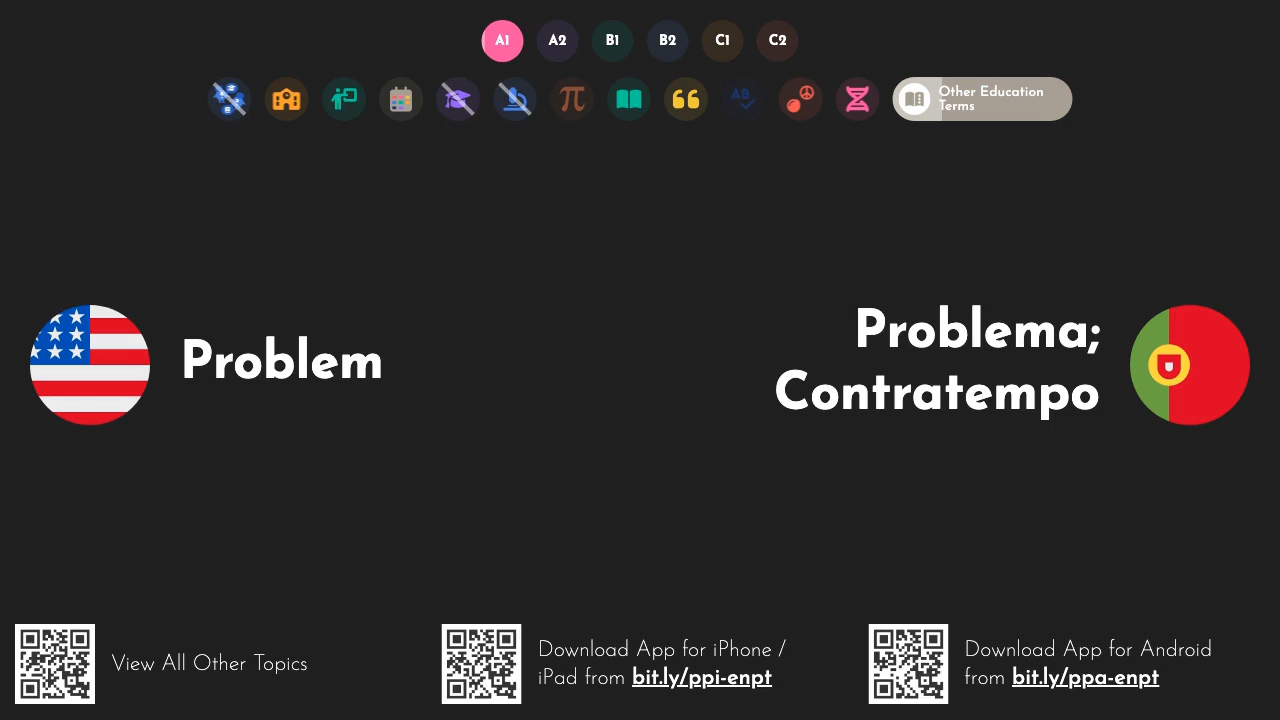 A1 A2 B1 B2 C1 C2
AB
Other Education
Terms
Problem
Problema;
Contratempo
View All Other Topics
Download App for iPhone /
iPad from bit.ly/ppi-enpt
Download App for Android
from bit.ly/ppa-enpt